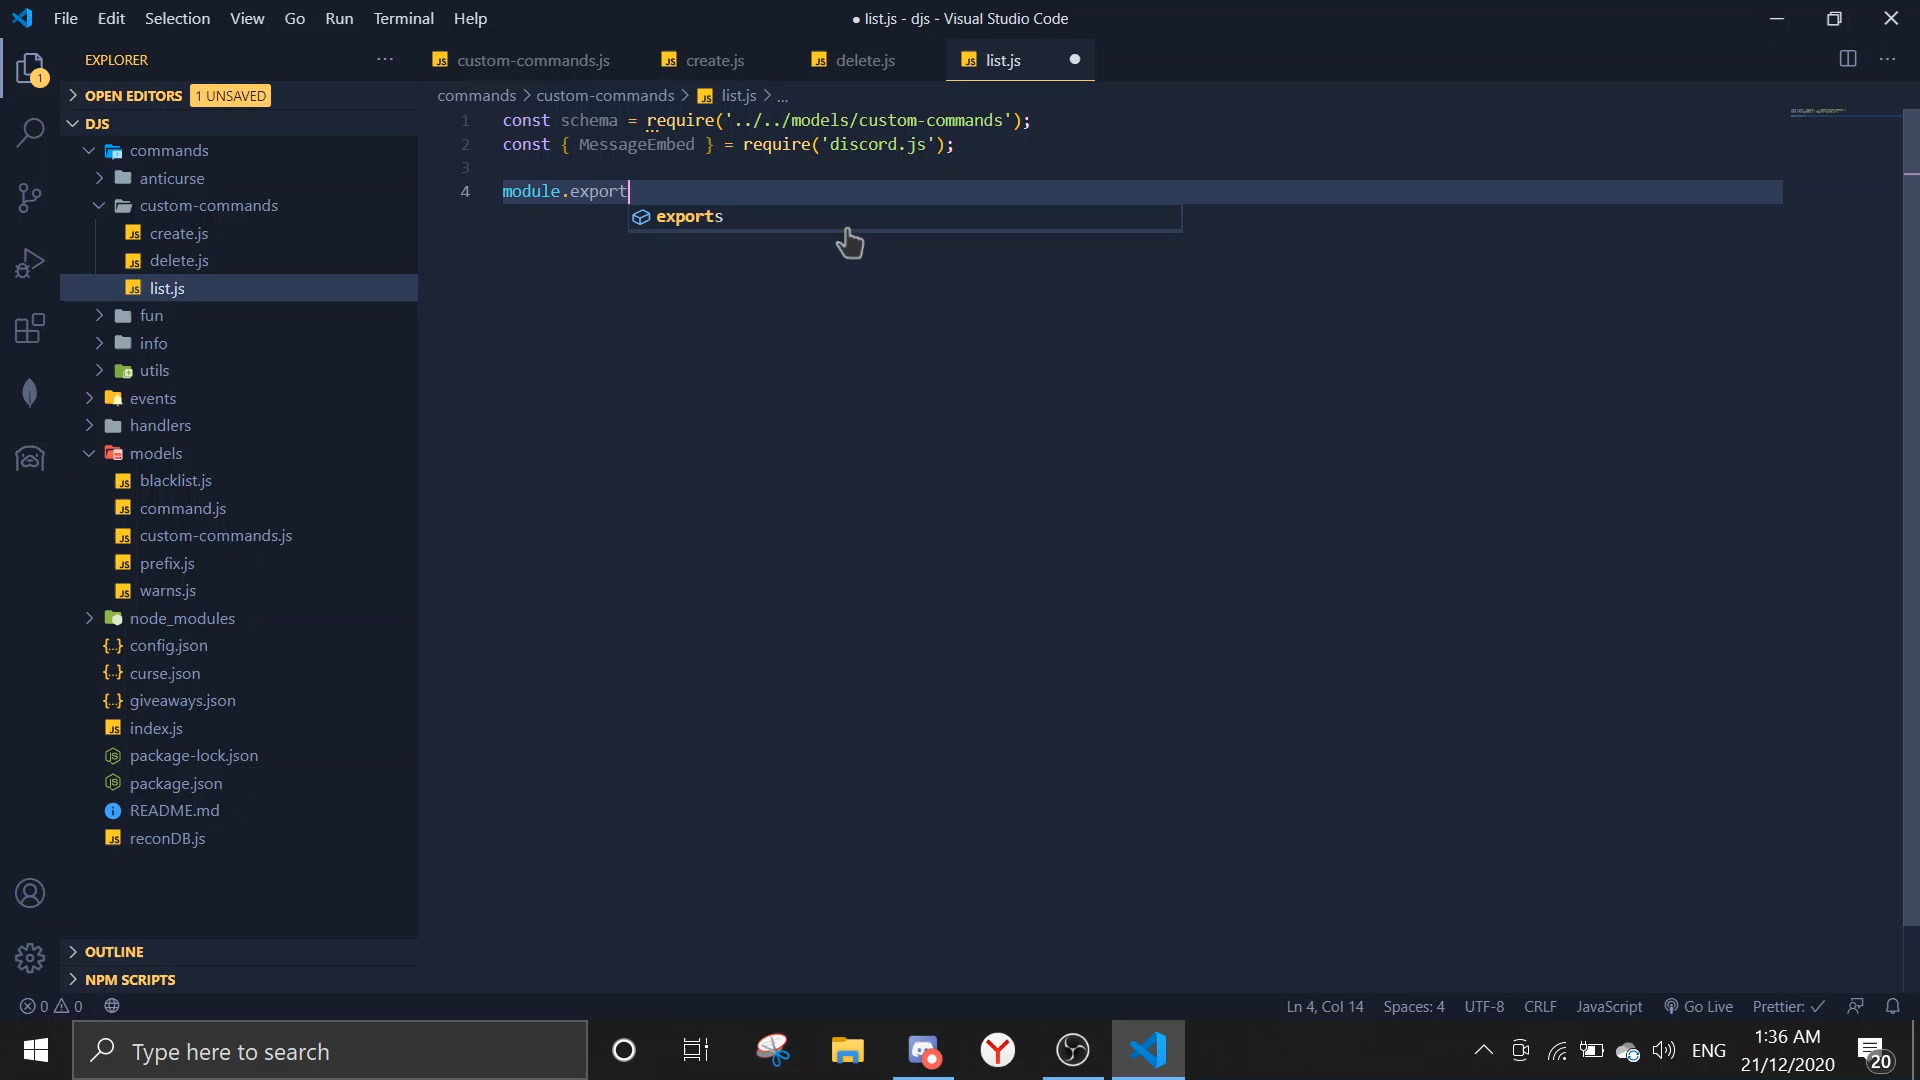 File Edit Selection View Go Run Terminal Help
● list.js - djs - Visual Studio Code
EXPLORER ...
custom-commands.js create.js delete.js list.js
OPEN EDITORS 1 UNSAVED
DJS
commands
anticurse
custom-commands
create.js
delete.js
list.js
fun
info
utils
events
handlers
models
blacklist.js
command.js
custom-commands.js
prefix.js
warns.js
node_modules
config.json
curse.json
giveaways.json
index.js
package-lock.json
package.json
README.md
reconDB.js
OUTLINE
NPM SCRIPTS
commands > custom-commands > JS list.js > ...
1 const schema = require('../../models/custom-commands');
2 const { MessageEmbed } = require('discord.js');
3
4 module.export
exports
0 0
Ln 4, Col 14 Spaces: 4 UTF-8 CRLF JavaScript Go Live Prettier: ✓
Type here to search
ENG
1:36 AM
21/12/2020
20
1